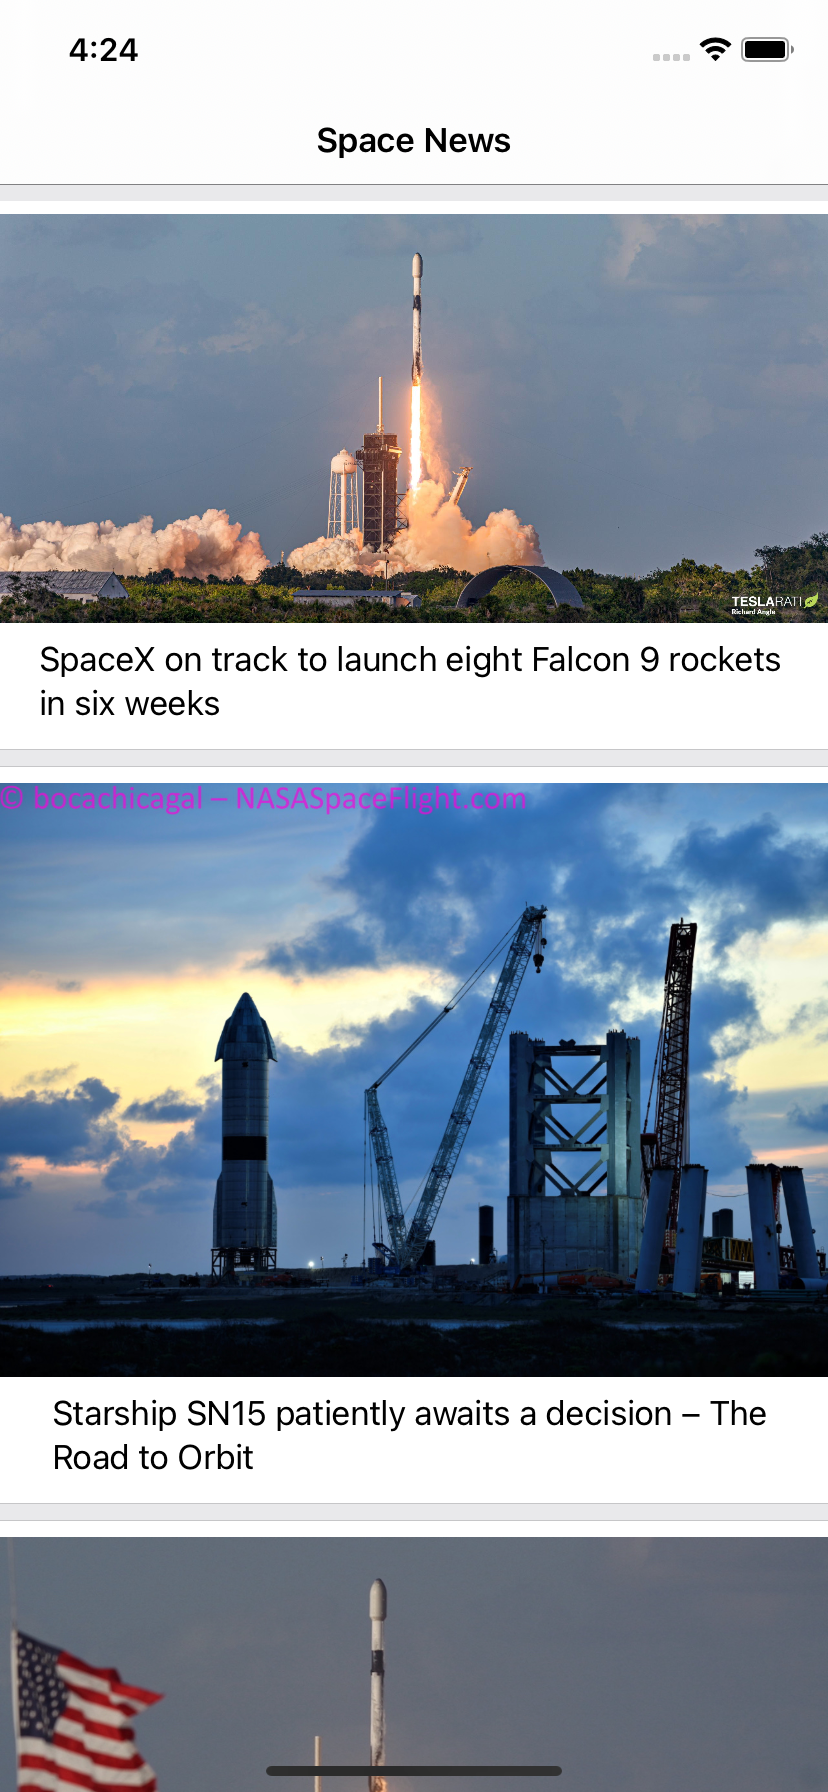 4:24
Space News
TESLARATI
Richard Angle
SpaceX on track to launch eight Falcon 9 rockets
in six weeks
© bocachicagal – NASASpaceFlight.com
Starship SN15 patiently awaits a decision – The
Road to Orbit